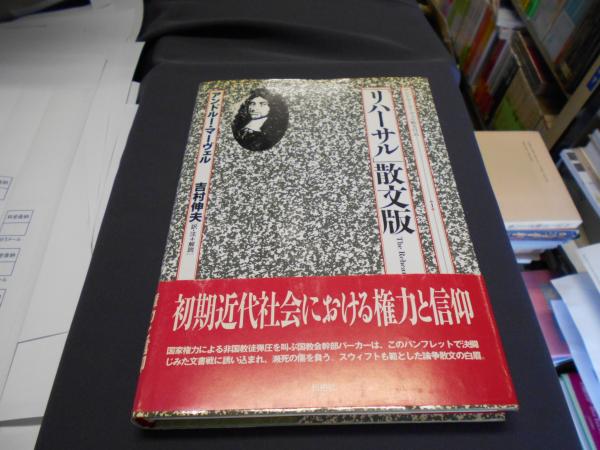 「リハーサル」散文版
The Rehear
アンドルー・マーヴェル
吉村伸夫 訳・注+解説
初期近代社会における権力と信仰
国家権力による非国教徒弾圧を叫ぶ国教会幹部パーカーは、このパンフレットで決闘
じみた文書戦に誘い込まれ、瀕死の傷を負う。スウィフトも範とした論争散文の白眉。
松柏社